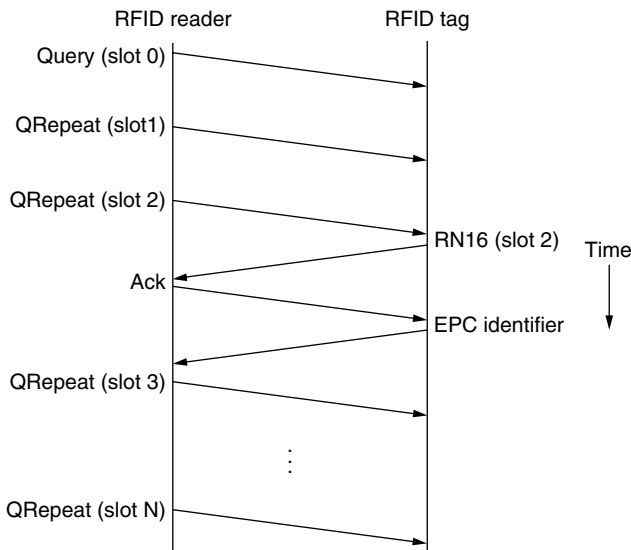 RFID reader
RFID tag
Query (slot 0)
QRepeat (slot1)
QRepeat (slot 2)
RN16 (slot 2)
Time
Ack
EPC identifier
QRepeat (slot 3)
QRepeat (slot N)